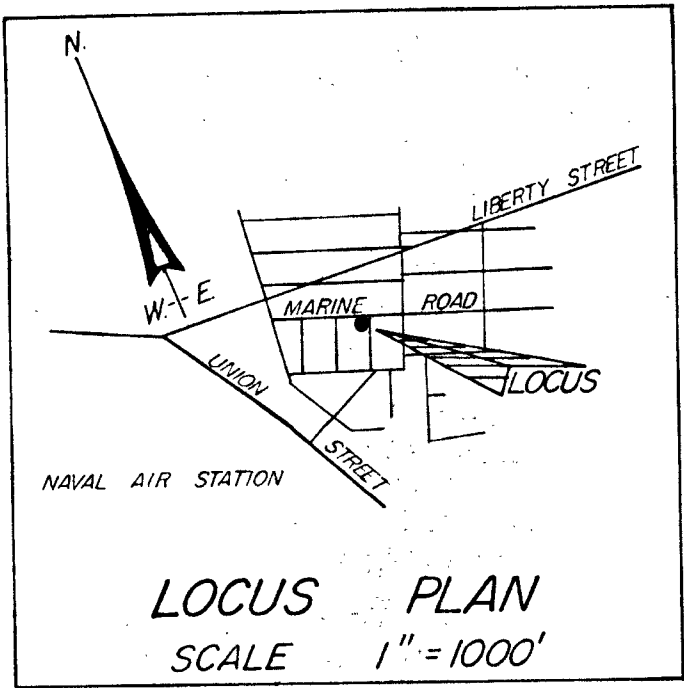 N.
LIBERTY STREET
W.--E.
MARINE ROAD
UNION STREET
LOCUS
NAVAL AIR STATION
LOCUS PLAN
SCALE 1" = 1000'